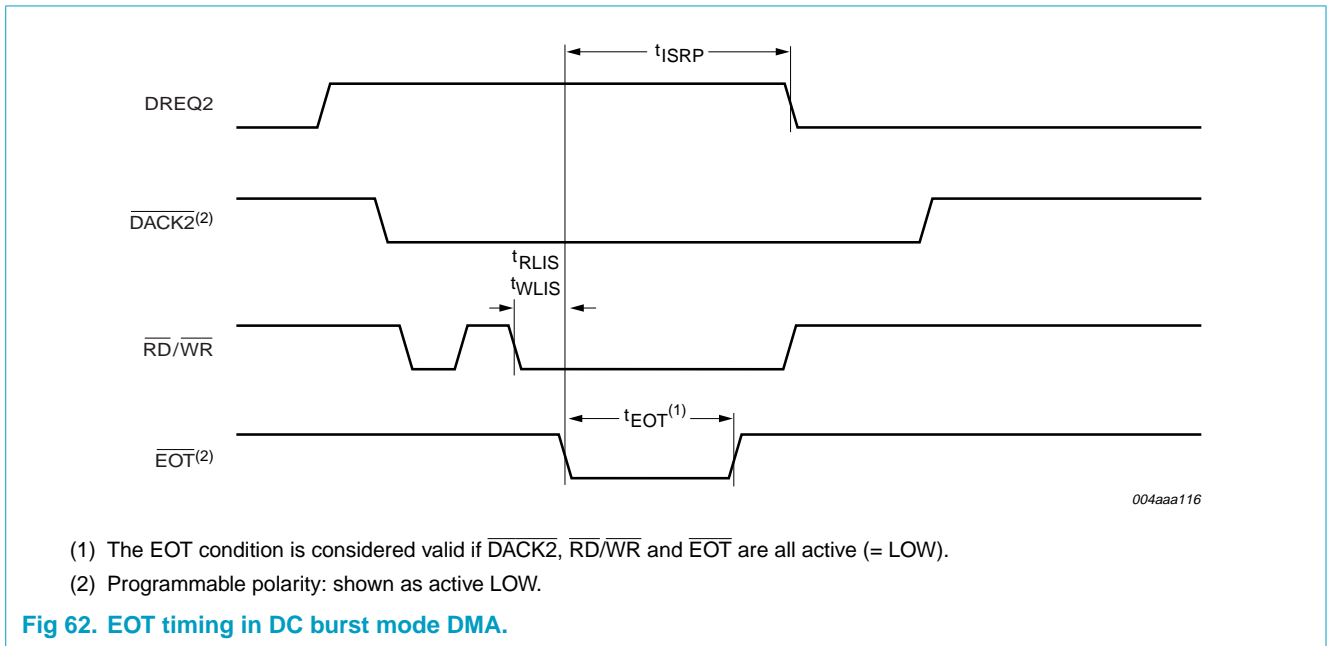 tISRP
DREQ2
DACK2(2)
tRLIS
tWLIS
RD/WR
tEOT(1)
EOT(2)
004aaa116
(1) The EOT condition is considered valid if DACK2, RD/WR and EOT are all active (= LOW).
(2) Programmable polarity: shown as active LOW.
Fig 62. EOT timing in DC burst mode DMA.